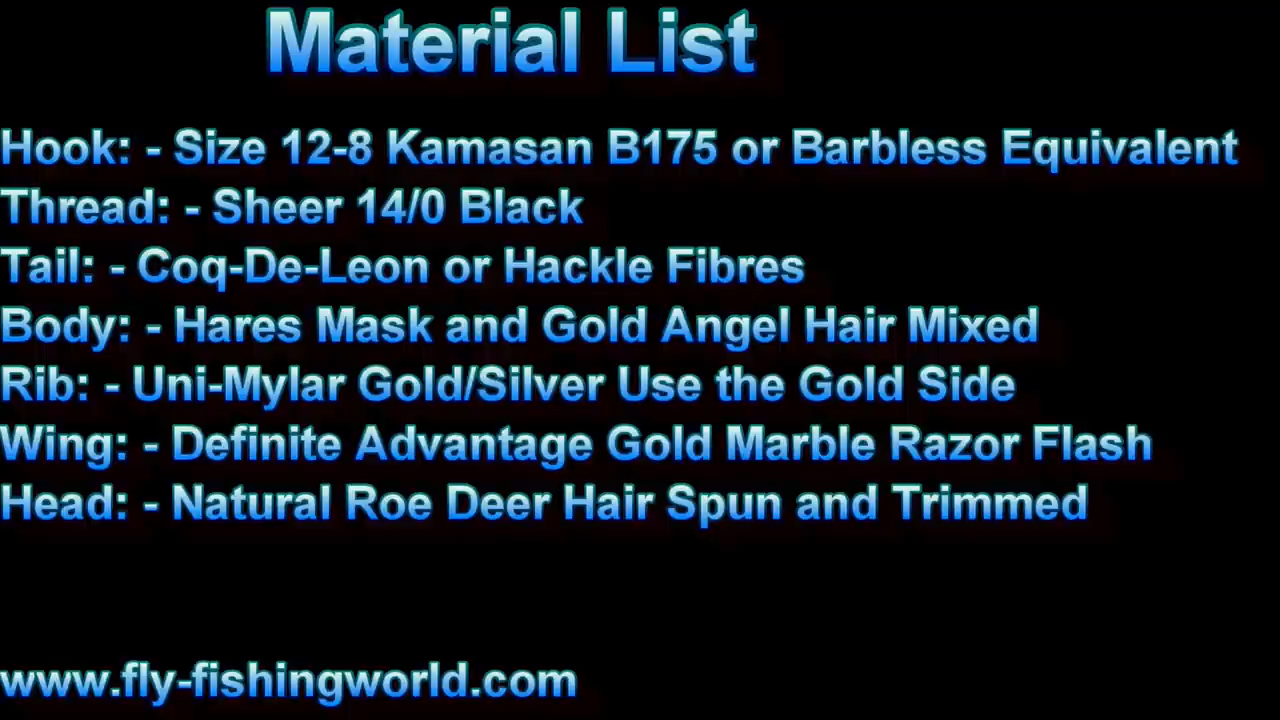 Material List
Hook: - Size 12-8 Kamasan B175 or Barbless Equivalent
Thread: - Sheer 14/0 Black
Tail: - Coq-De-Leon or Hackle Fibres
Body: - Hares Mask and Gold Angel Hair Mixed
Rib: - Uni-Mylar Gold/Silver Use the Gold Side
Wing: - Definite Advantage Gold Marble Razor Flash
Head: - Natural Roe Deer Hair Spun and Trimmed
www.fly-fishingworld.com